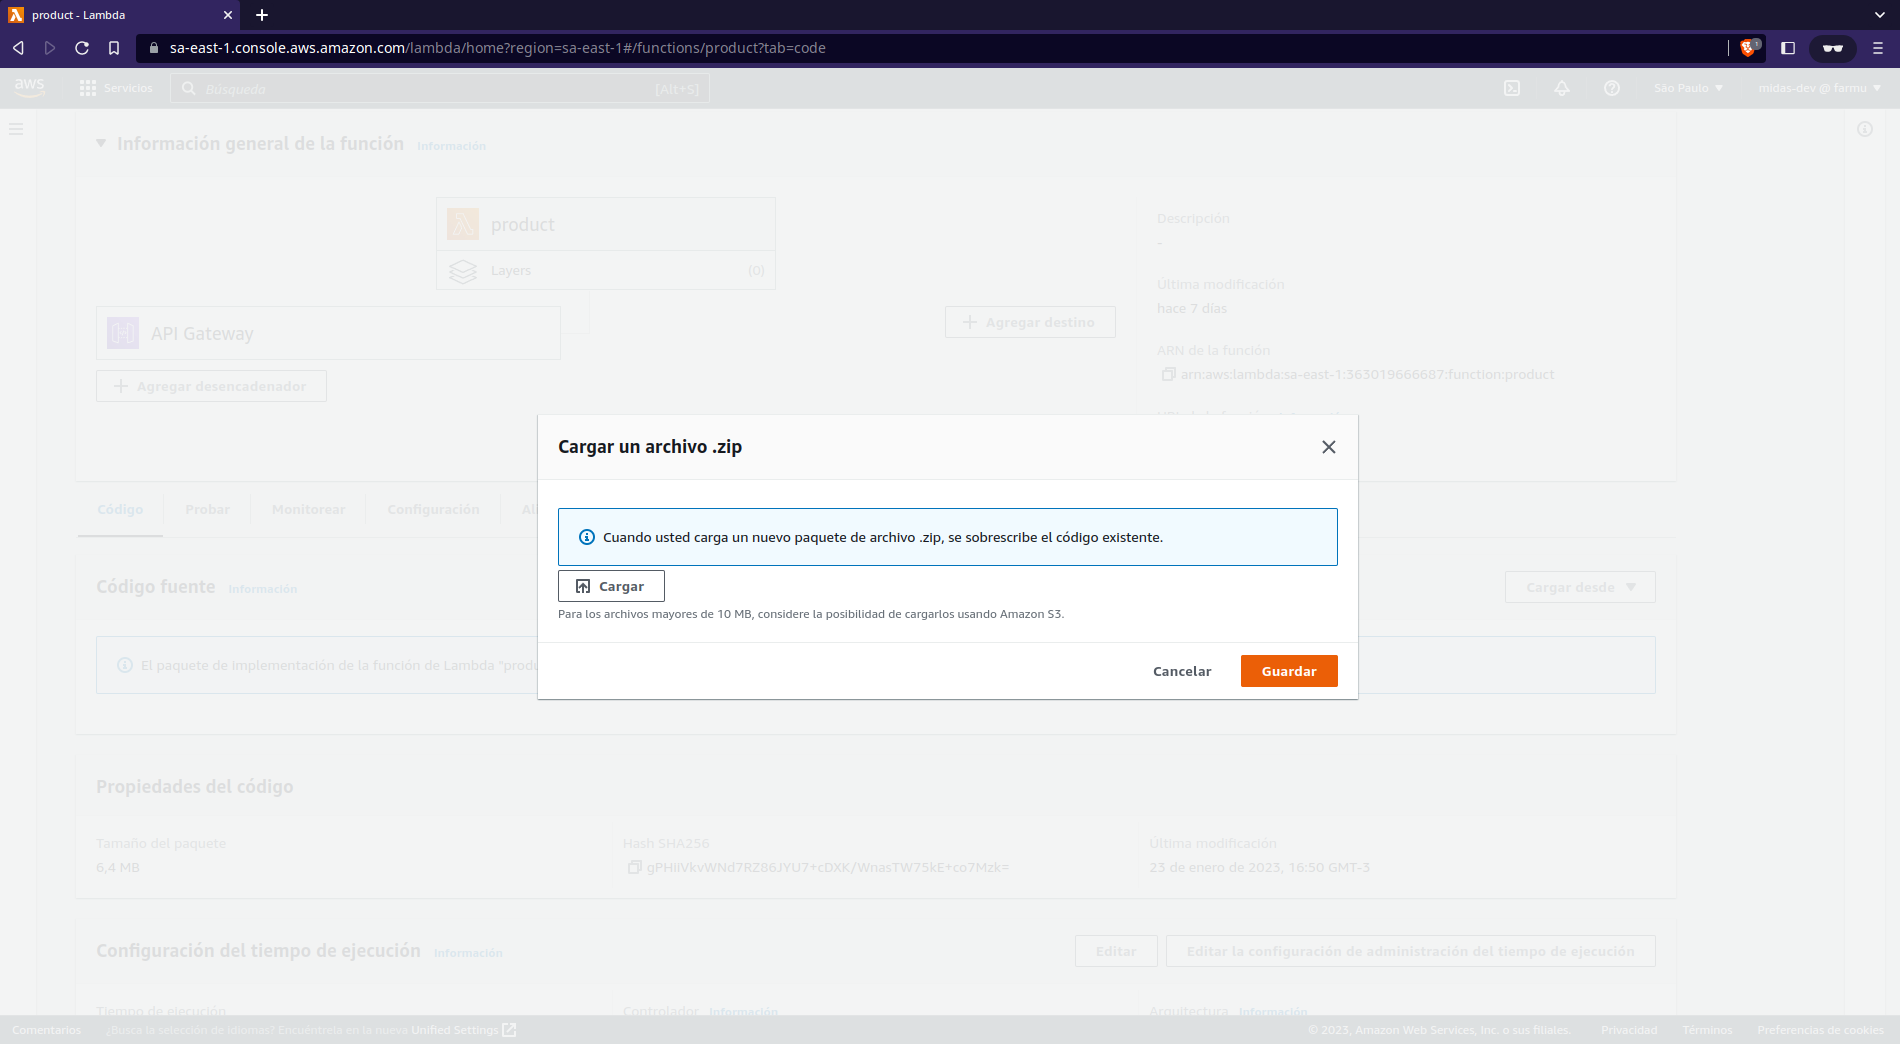 product - Lambda
sa-east-1.console.aws.amazon.com/lambda/home?region=sa-east-1#/functions/product?tab=code
1
aws
Servicios
Búsqueda
[Alt+S]
São Paulo
midas-dev @ farmu
Información general de la función
Información
product
Layers
(0)
API Gateway
Agregar desencadenador
Agregar destino
Descripción
-
Última modificación
hace 7 días
ARN de la función
arn:aws:lambda:sa-east-1:363019666687:function:product
Cargar un archivo .zip
Cuando usted carga un nuevo paquete de archivo .zip, se sobrescribe el código existente.
Cargar
Para los archivos mayores de 10 MB, considere la posibilidad de cargarlos usando Amazon S3.
Cancelar
Guardar
Código
Probar
Monitorear
Configuración
Código fuente
Información
Cargar desde
El paquete de implementación de la función de Lambda "produ
Propiedades del código
Tamaño del paquete
6,4 MB
Hash SHA256
gPHiiVkvWNd7RZ86JYU7+cDXK/WnasTW75kE+co7Mzk=
Última modificación
23 de enero de 2023, 16:50 GMT-3
Configuración del tiempo de ejecución
Información
Editar
Editar la configuración de administración del tiempo de ejecución
Tiempo de ejecución
Controlador
Información
Arquitectura
Información
Comentarios
¿Busca la selección de idiomas? Encuéntrela en la nueva Unified Settings
© 2023, Amazon Web Services, Inc. o sus filiales.
Privacidad
Términos
Preferencias de cookies